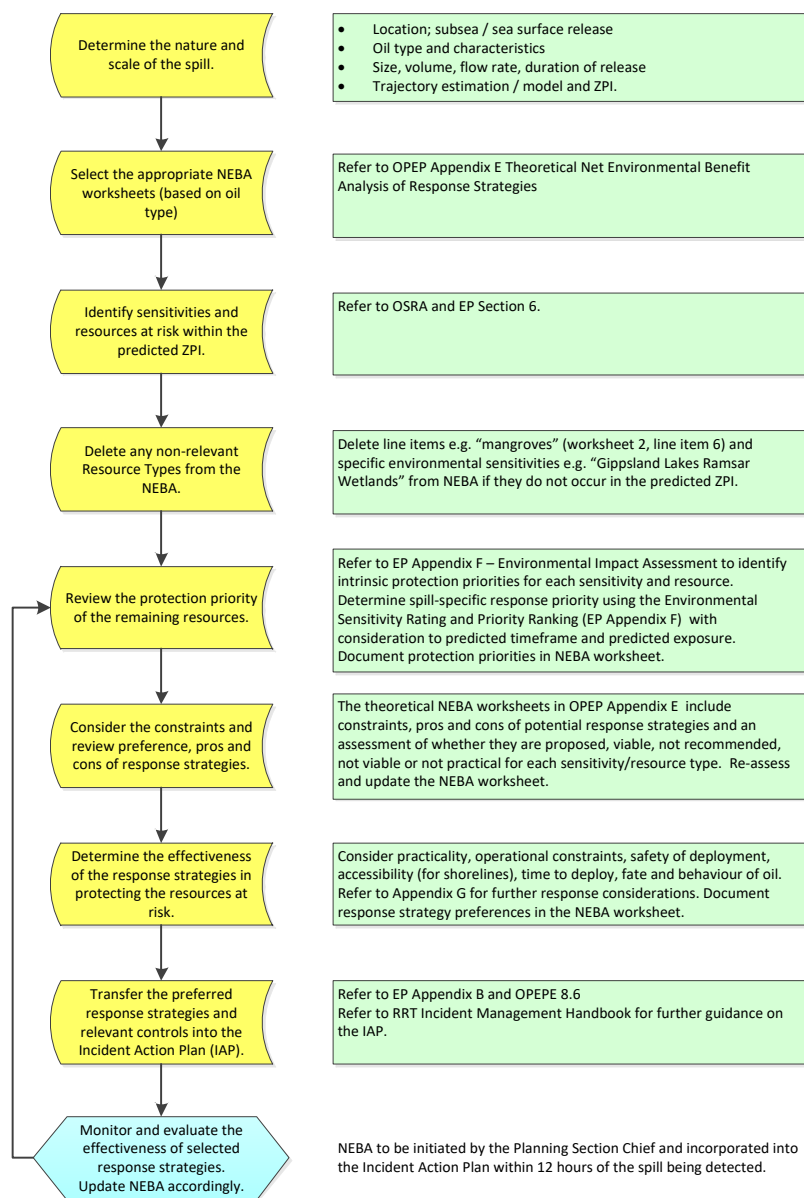 Determine the nature and
scale of the spill.
• Location; subsea / sea surface release
• Oil type and characteristics
• Size, volume, flow rate, duration of release
• Trajectory estimation / model and ZPI.
Select the appropriate NEBA
worksheets (based on oil
type)
Refer to OPEP Appendix E Theoretical Net Environmental Benefit
Analysis of Response Strategies
Identify sensitivities and
resources at risk within the
predicted ZPI.
Refer to OSRA and EP Section 6.
Delete any non-relevant
Resource Types from the
NEBA.
Delete line items e.g. “mangroves” (worksheet 2, line item 6) and
specific environmental sensitivities e.g. “Gippsland Lakes Ramsar
Wetlands” from NEBA if they do not occur in the predicted ZPI.
Review the protection priority
of the remaining resources.
Refer to EP Appendix F – Environmental Impact Assessment to identify
intrinsic protection priorities for each sensitivity and resource.
Determine spill-specific response priority using the Environmental
Sensitivity Rating and Priority Ranking (EP Appendix F) with
consideration to predicted timeframe and predicted exposure.
Document protection priorities in NEBA worksheet.
Consider the constraints and
review preference, pros and
cons of response strategies.
The theoretical NEBA worksheets in OPEP Appendix E include
constraints, pros and cons of potential response strategies and an
assessment of whether they are proposed, viable, not recommended,
not viable or not practical for each sensitivity/resource type. Re-assess
and update the NEBA worksheet.
Determine the effectiveness
of the response strategies in
protecting the resources at
risk.
Consider practicality, operational constraints, safety of deployment,
accessibility (for shorelines), time to deploy, fate and behaviour of oil.
Refer to Appendix G for further response considerations. Document
response strategy preferences in the NEBA worksheet.
Transfer the preferred
response strategies and
relevant controls into the
Incident Action Plan (IAP).
Refer to EP Appendix B and OPEPE 8.6
Refer to RRT Incident Management Handbook for further guidance on
the IAP.
Monitor and evaluate the
effectiveness of selected
response strategies.
Update NEBA accordingly.
NEBA to be initiated by the Planning Section Chief and incorporated into
the Incident Action Plan within 12 hours of the spill being detected.